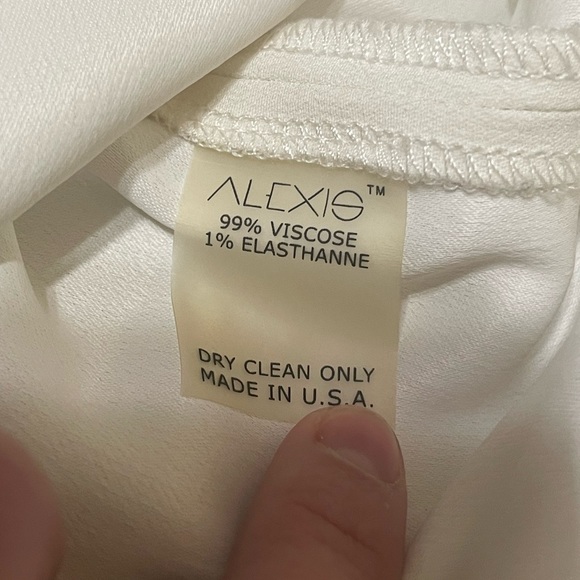 ALEXIS™
99% VISCOSE
1% ELASTHANNE
DRY CLEAN ONLY
MADE IN U.S.A.